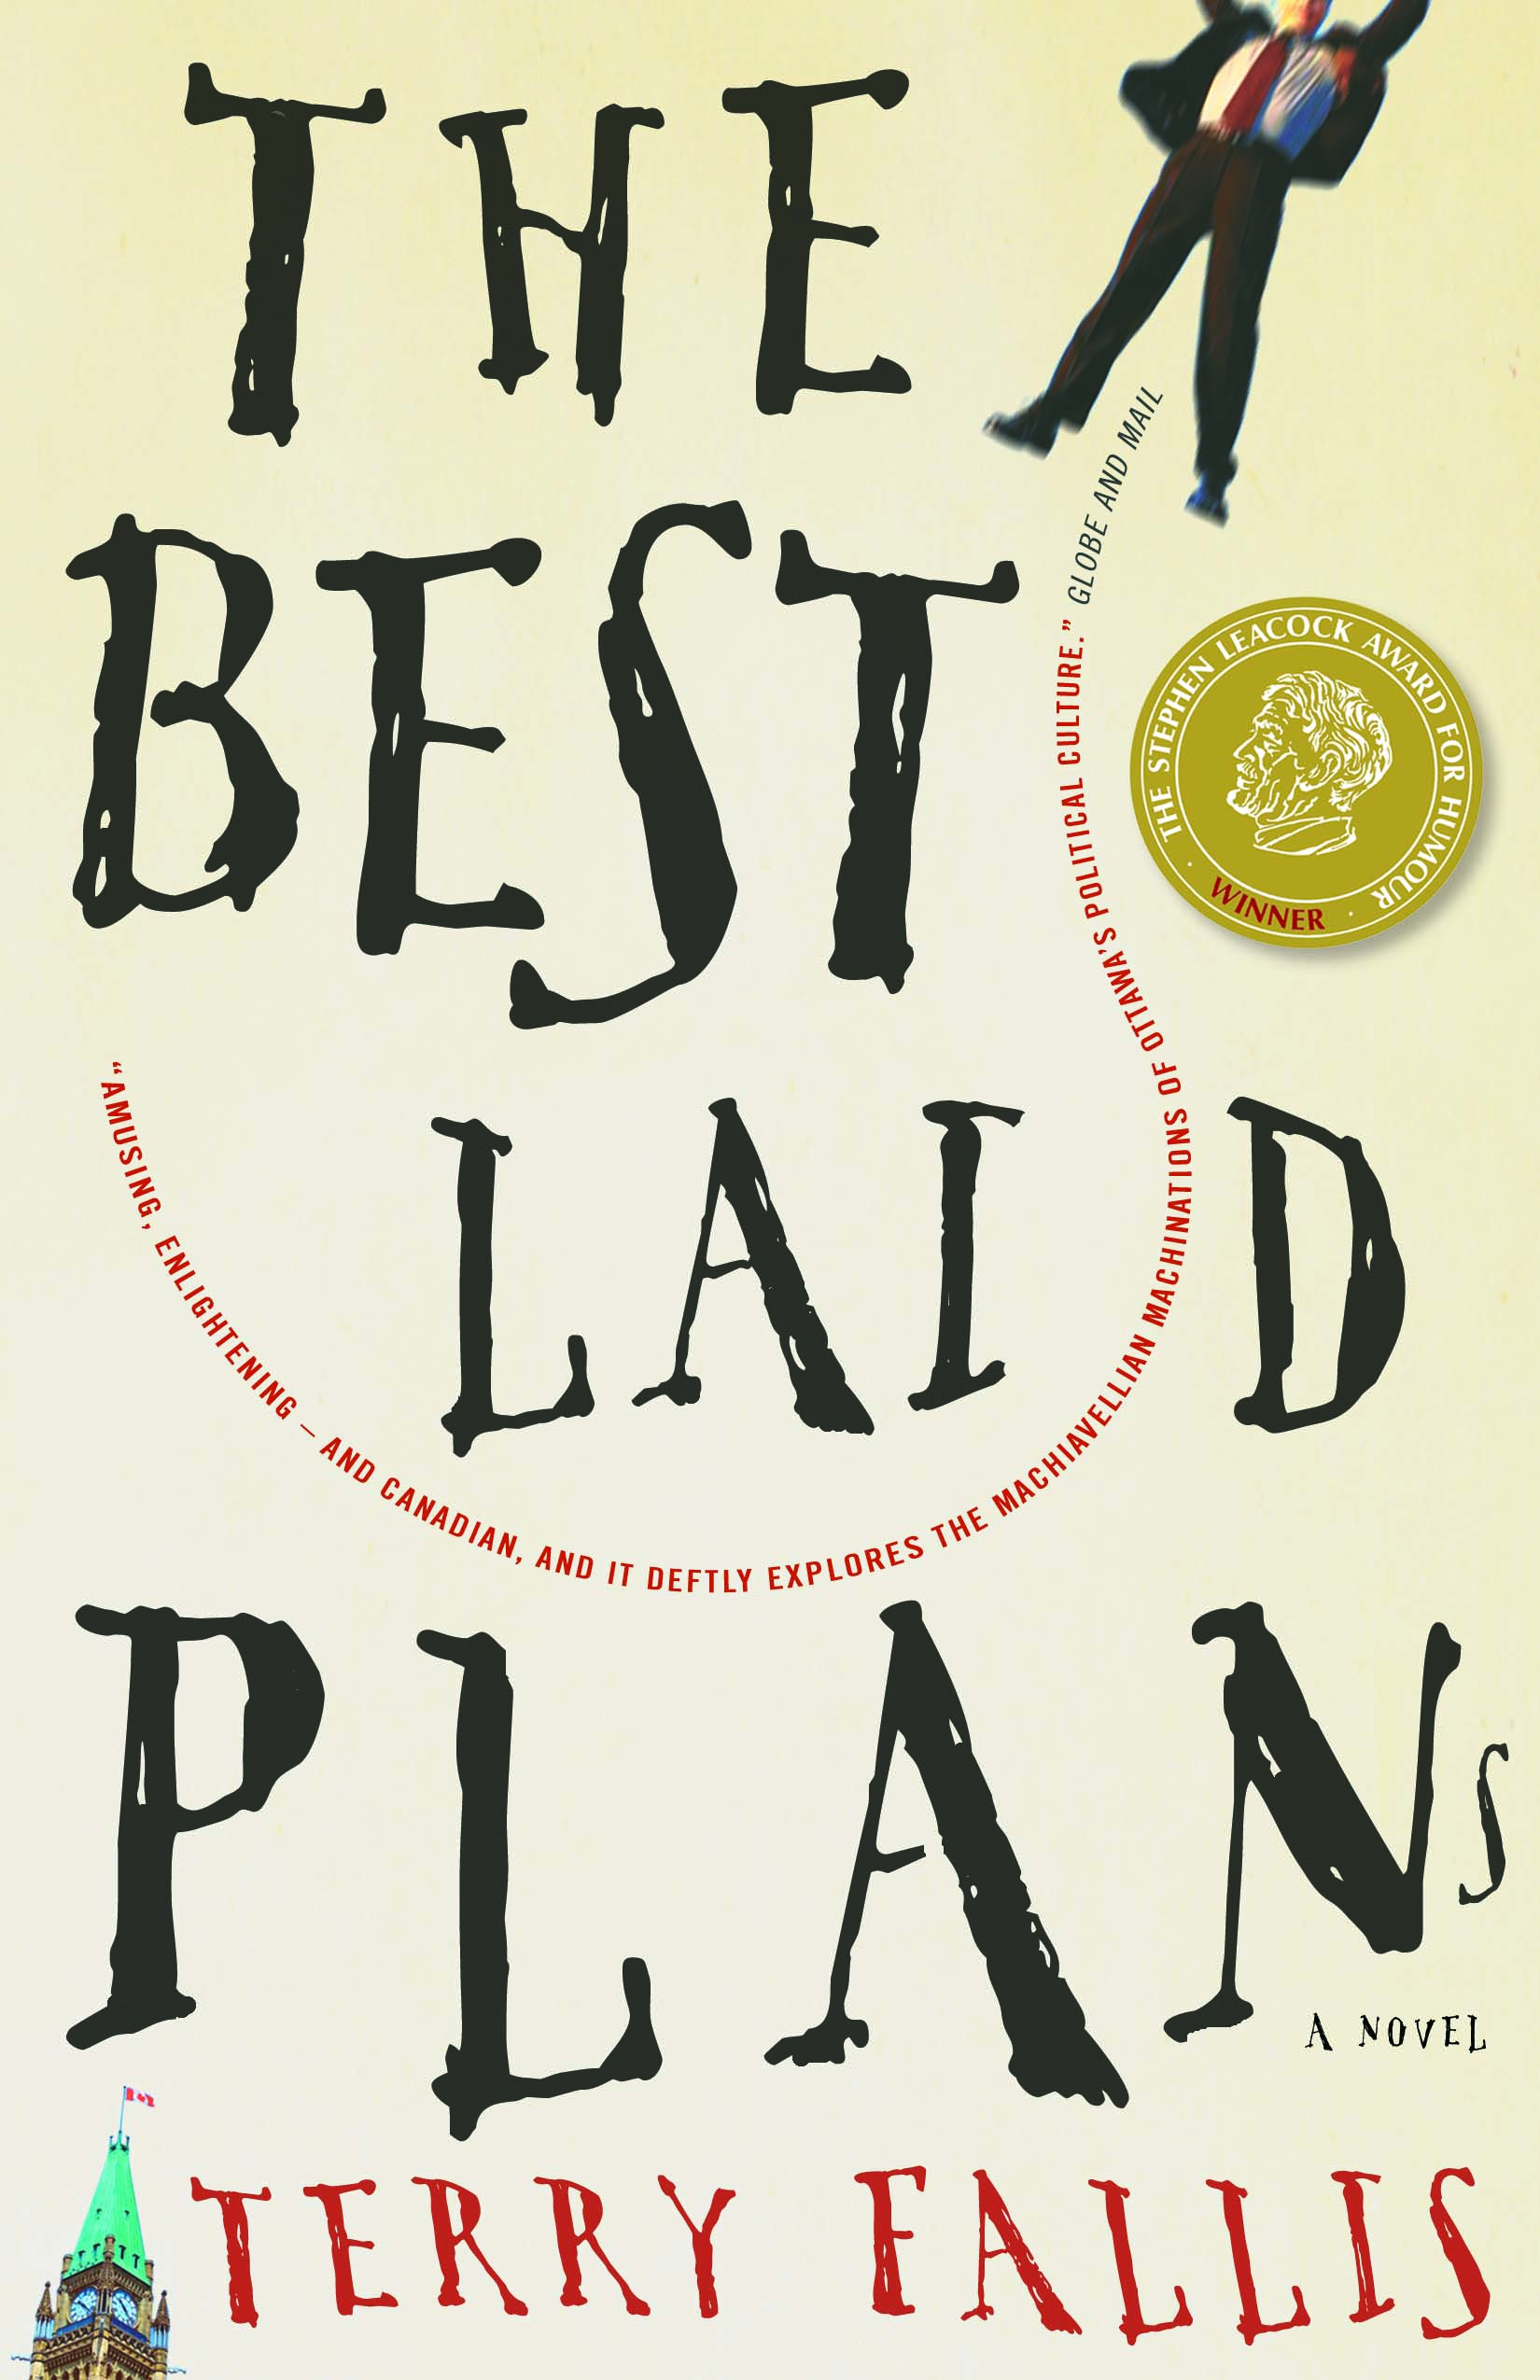 THE
BEST
LAID
PLANS
"AMUSING, ENLIGHTENING – AND CANADIAN, AND IT DEFTLY EXPLORES THE MACHIAVELLIAN MACHINATIONS OF OTTAWA'S POLITICAL CULTURE." GLOBE AND MAIL
THE STEPHEN LEACOCK AWARD FOR HUMOUR
WINNER
A NOVEL
TERRY FALLIS